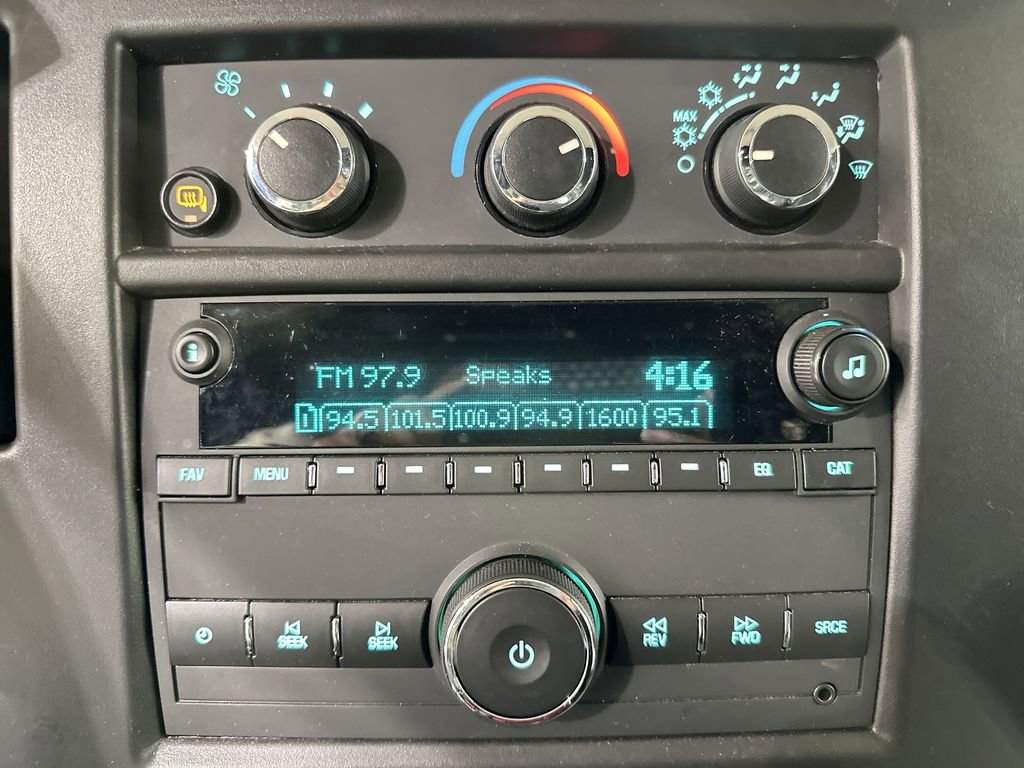 MAX
i
FM 97.9 Speaks 4:16
1 94.5 101.5 100.9 94.9 1600 95.1
FAV MENU EQ CAT
SEEK SEEK REV FWD SRCE